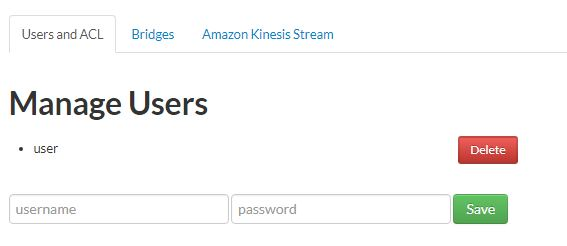 Users and ACL Bridges Amazon Kinesis Stream
Manage Users
user Delete
username password Save